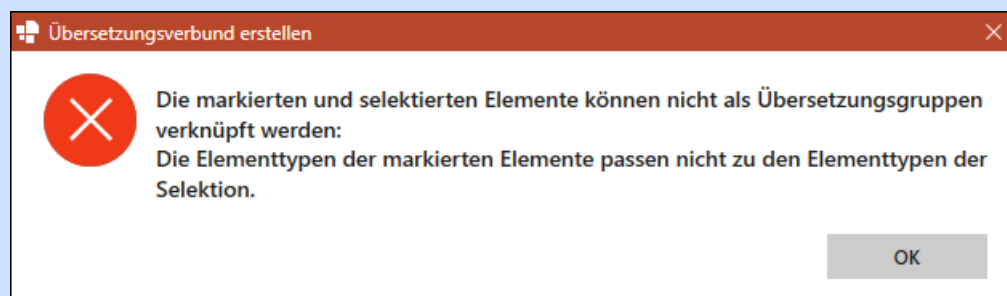 Übersetzungsverbund erstellen
Die markierten und selektierten Elemente können nicht als Übersetzungsgruppen
verknüpft werden:
Die Elementtypen der markierten Elemente passen nicht zu den Elementtypen der
Selektion.
OK